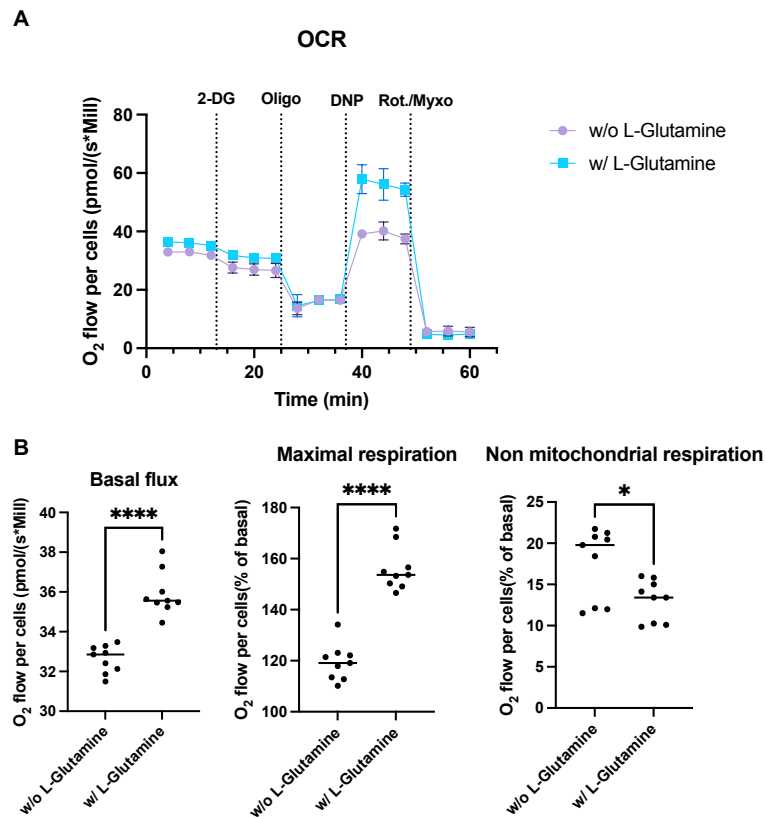 A
OCR
2-DG Oligo DNP Rot./Myxo
w/o L-Glutamine
w/ L-Glutamine
O2 flow per cells (pmol/(s*Mill)
80
60
40
20
0
0 20 40 60
Time (min)
B
Basal flux
****
O2 flow per cells (pmol/(s*Mill)
40
38
36
34
32
30
w/o L-Glutamine
w/ L-Glutamine
Maximal respiration
****
O2 flow per cells(% of basal)
180
160
140
120
100
w/o L-Glutamine
w/ L-Glutamine
Non mitochondrial respiration
*
O2 flow per cells(% of basal)
25
20
15
10
5
0
w/o L-Glutamine
w/ L-Glutamine